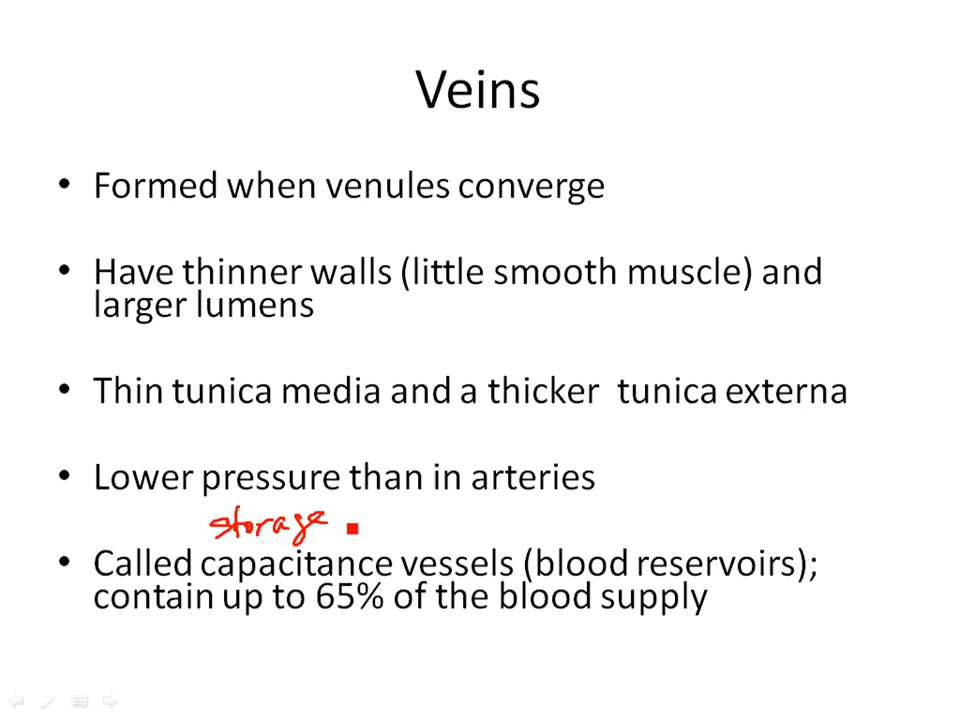 Veins
• Formed when venules converge
• Have thinner walls (little smooth muscle) and
larger lumens
• Thin tunica media and a thicker tunica externa
• Lower pressure than in arteries
storage
• Called capacitance vessels (blood reservoirs);
contain up to 65% of the blood supply